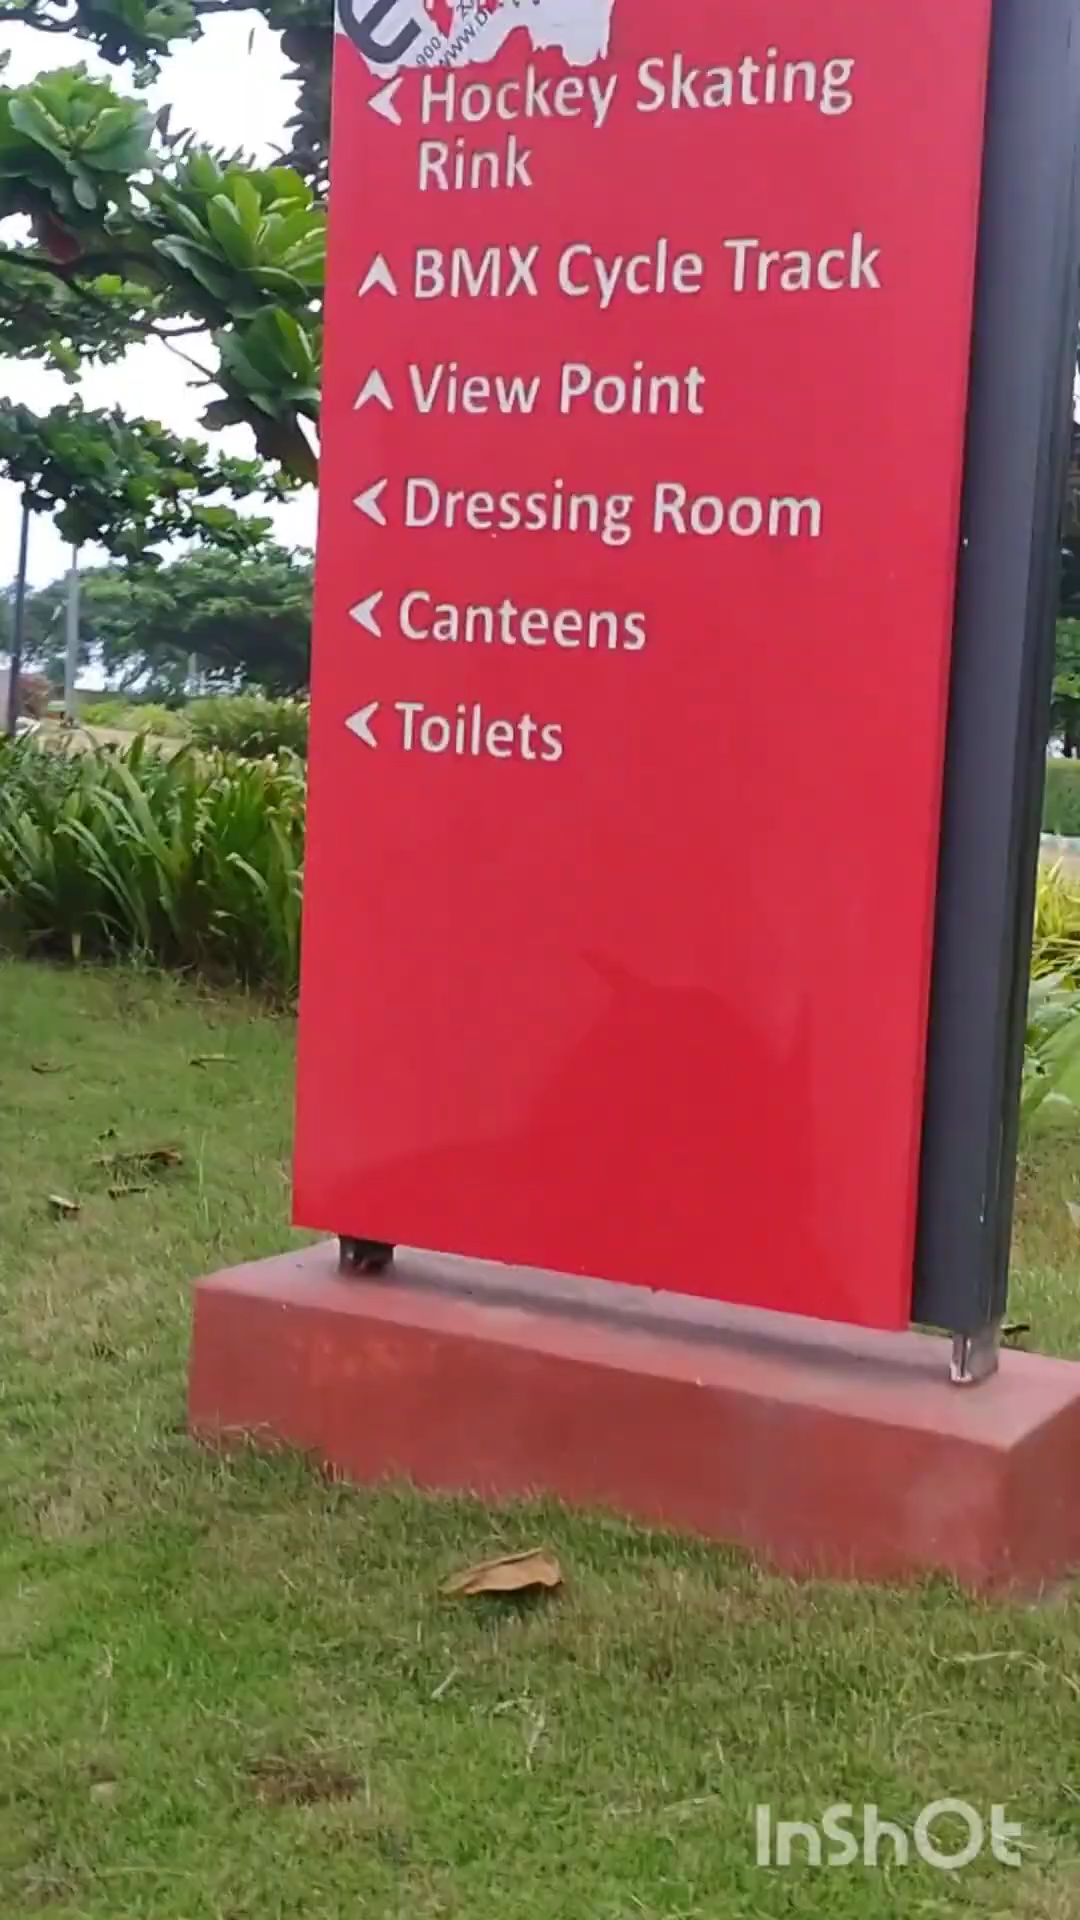 < Hockey Skating
Rink
BMX Cycle Track
View Point
< Dressing Room
< Canteens
< Toilets
InShOt